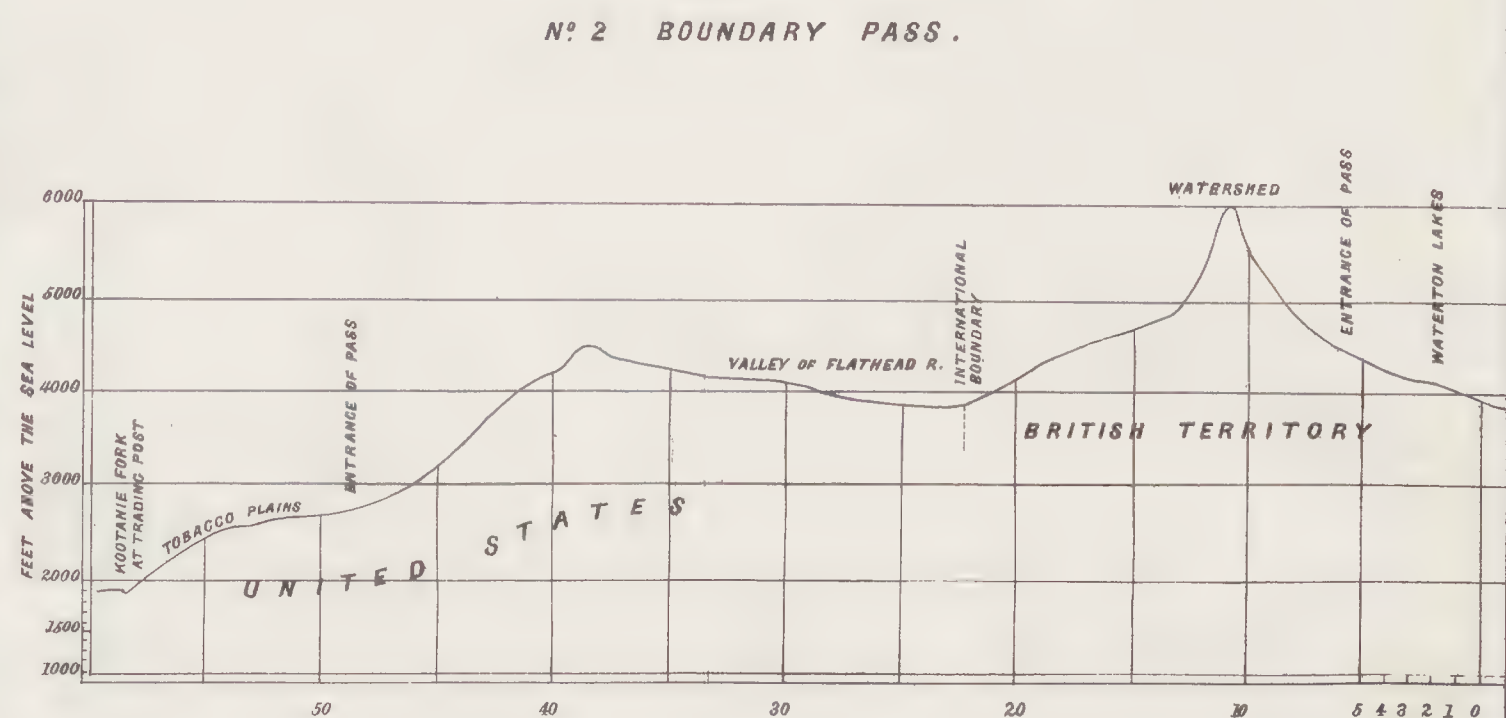 Nº 2 BOUNDARY PASS.
WATERSHED
ENTRANCE OF PASS
WATERTON LAKES
6000
5000
4000
3000
2000
1500
1000
FEET ABOVE THE SEA LEVEL
KOOTANIE FORK
AT TRADING POST
TOBACCO PLAINS
ENTRANCE OF PASS
VALLEY OF FLATHEAD R.
INTERNATIONAL
BOUNDARY
BRITISH TERRITORY
UNITED STATES
50 40 30 20 10 5 4 3 2 1 0